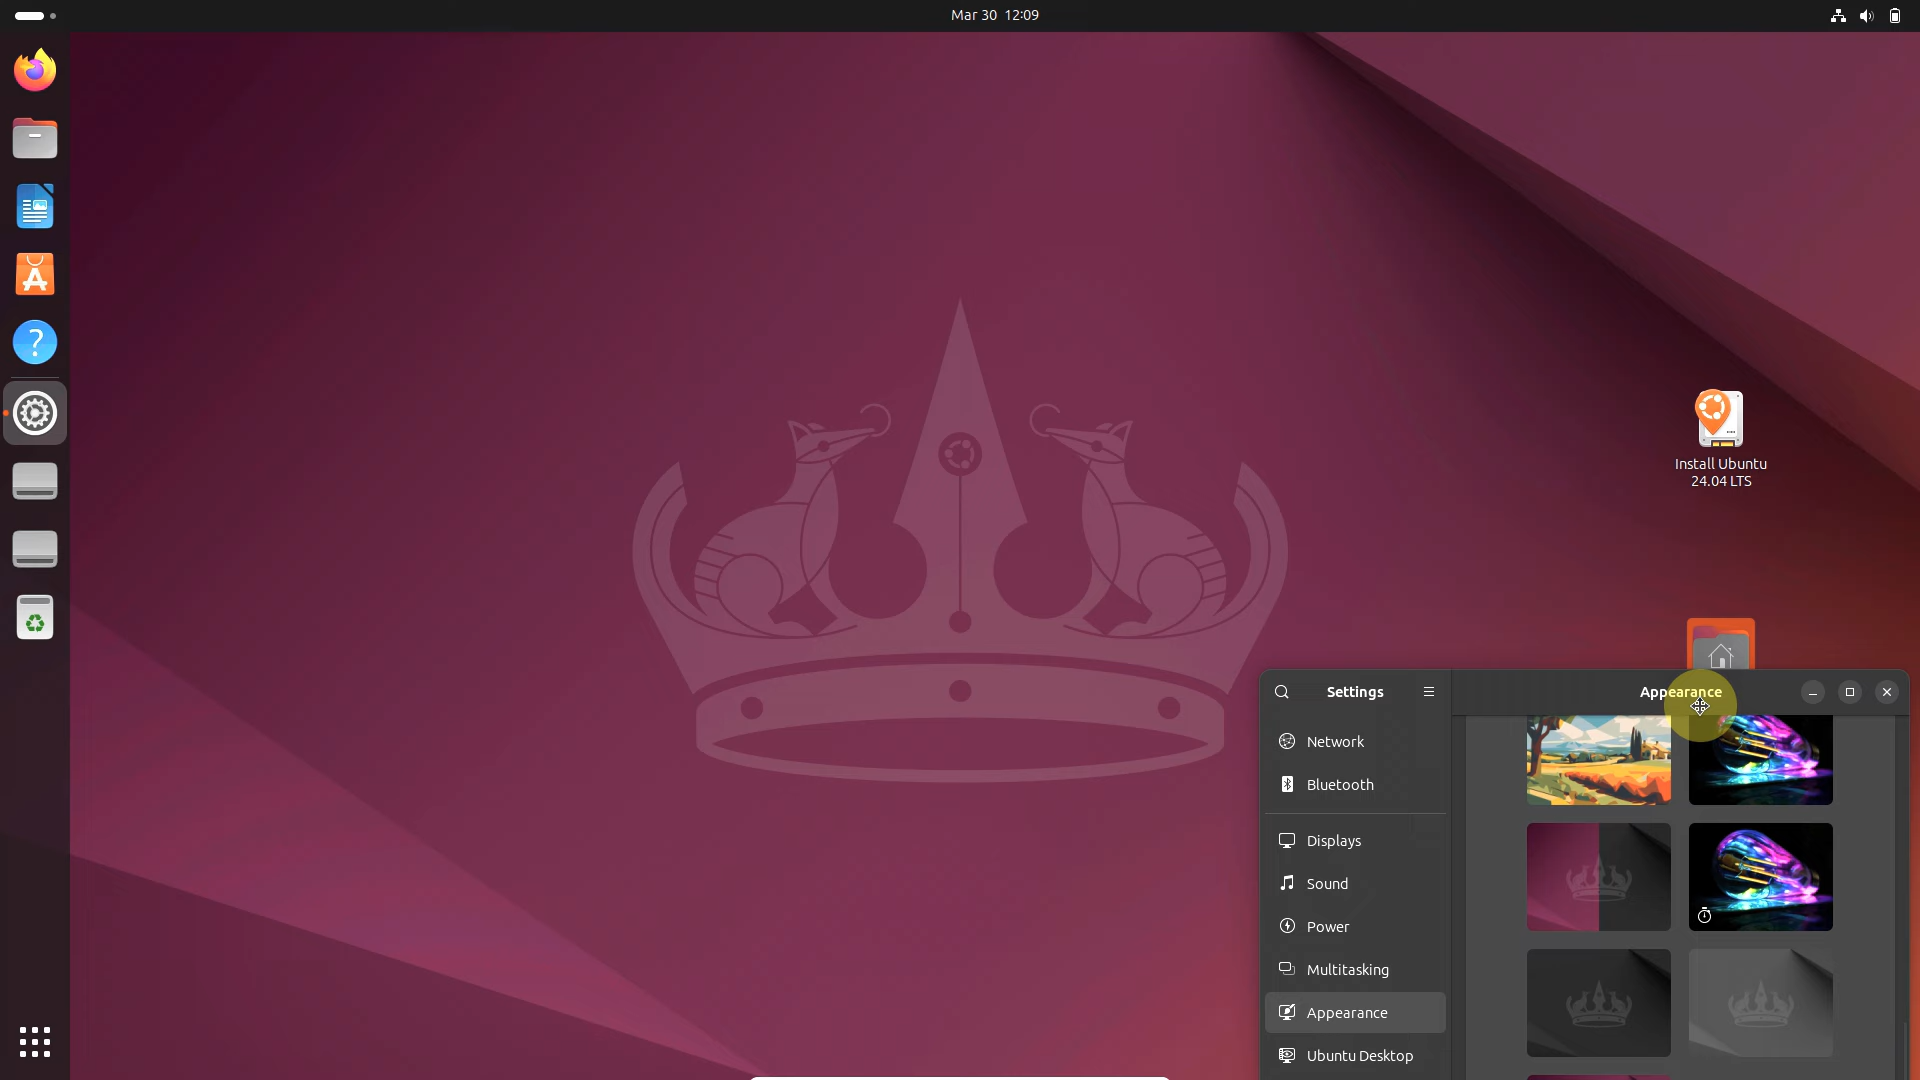 Mar 30 12:09
Install Ubuntu
24.04 LTS
Settings
Appearance
Network
Bluetooth
Displays
Sound
Power
Multitasking
Appearance
Ubuntu Desktop